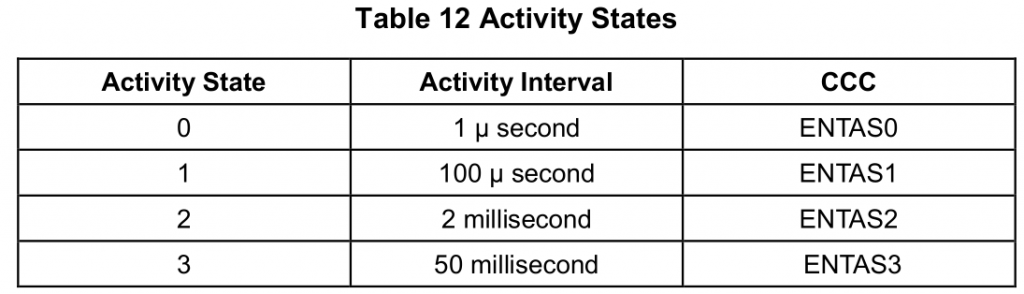 Table 12 Activity States
Activity State Activity Interval CCC
0 1 μ second ENTAS0
1 100 μ second ENTAS1
2 2 millisecond ENTAS2
3 50 millisecond ENTAS3